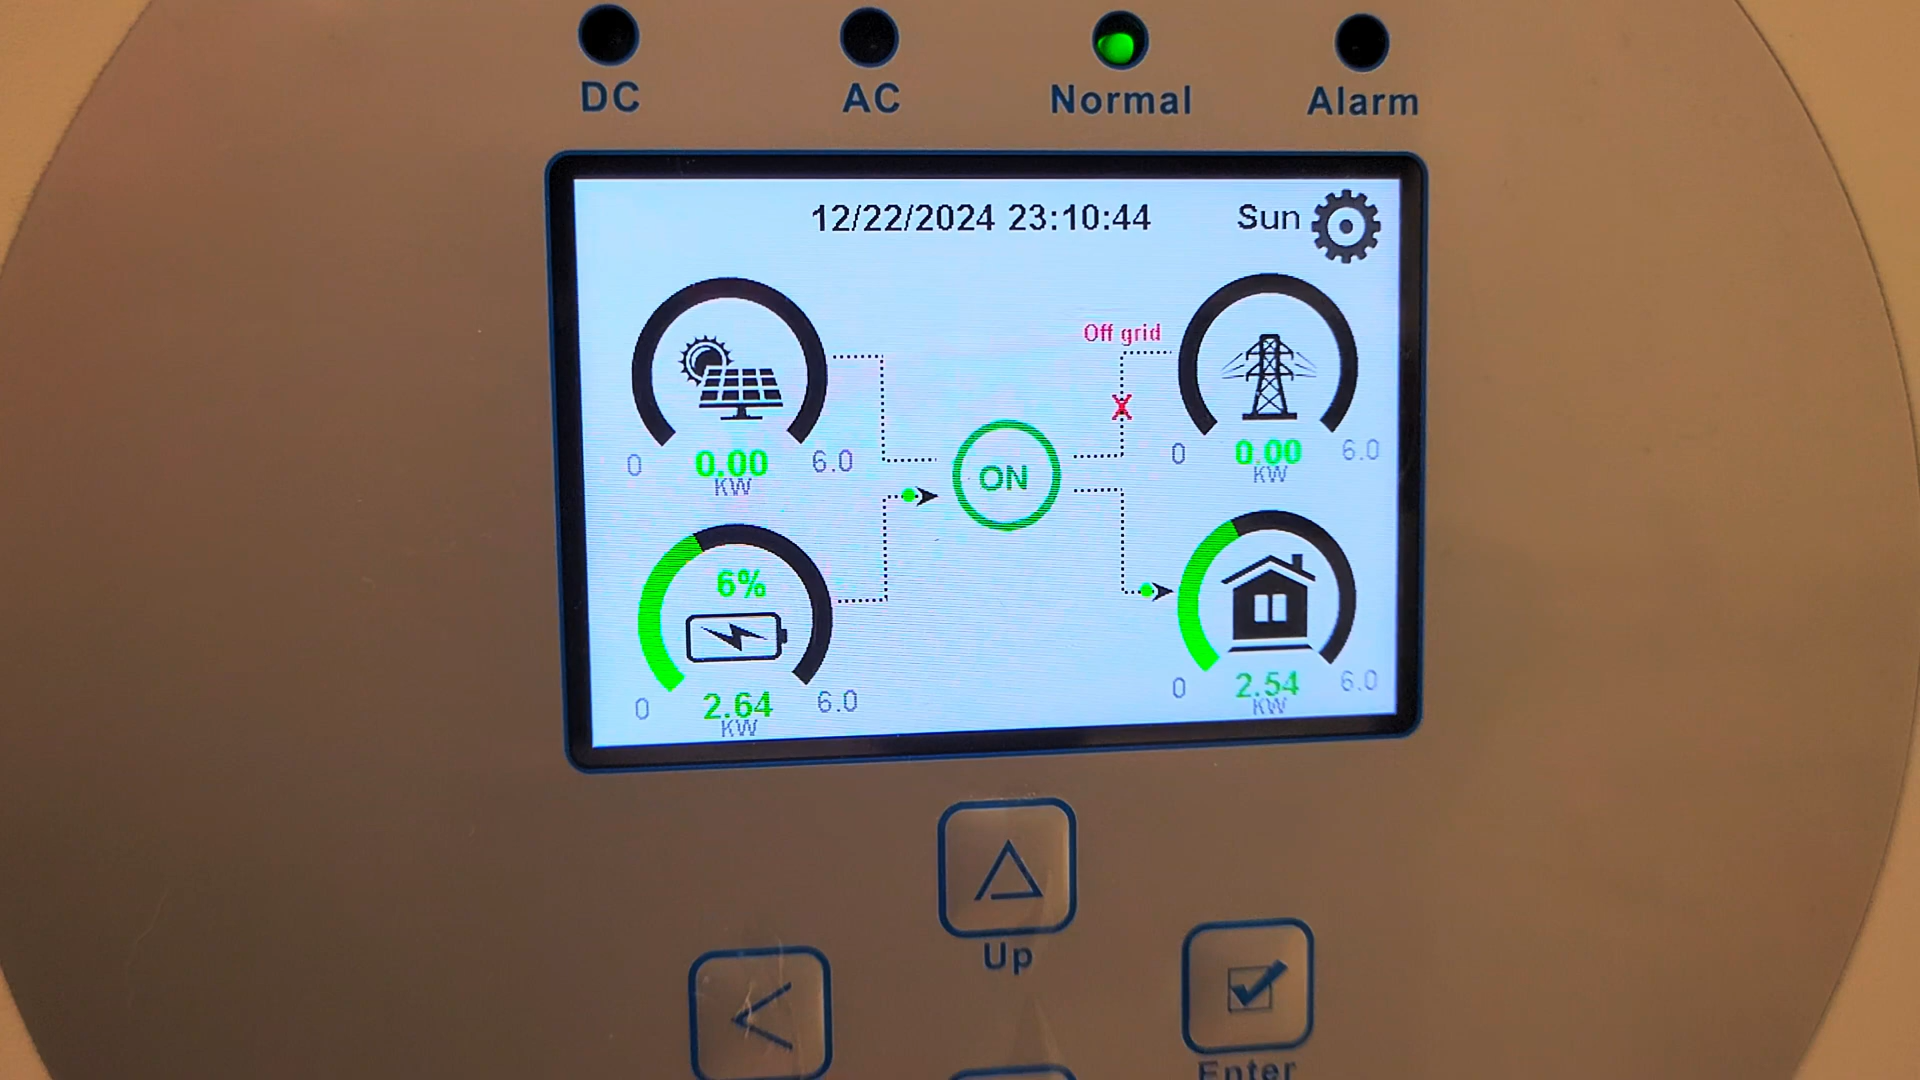 DC
AC
Normal
Alarm
12/22/2024 23:10:44
Sun
Off grid
0
0.00
6.0
KW
0
0.00
6.0
KW
ON
6%
0
2.64
6.0
KW
0
2.54
6.0
KW
Up
Enter